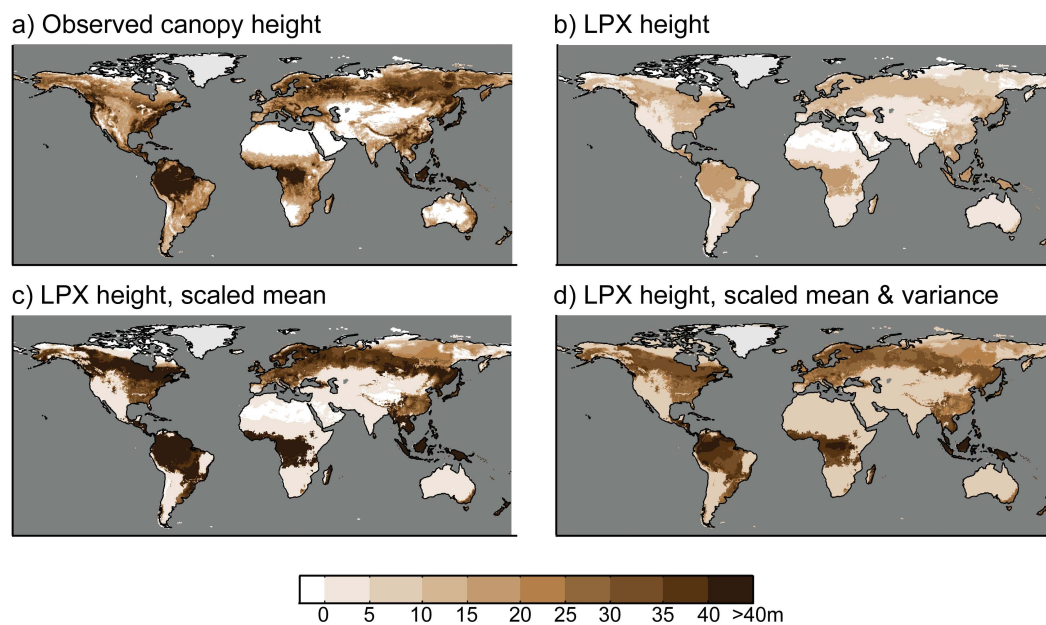 a) Observed canopy height
b) LPX height
c) LPX height, scaled mean
d) LPX height, scaled mean & variance
0 5 10 15 20 25 30 35 40 >40m